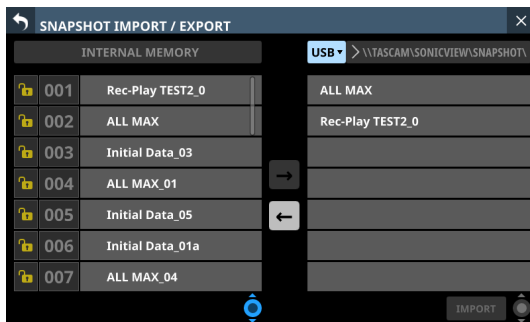 SNAPSHOT IMPORT / EXPORT
INTERNAL MEMORY
USB \\TASCAM\SONICVIEW\SNAPSHOT\
001 Rec-Play TEST2_0
002 ALL MAX
003 Initial Data_03
004 ALL MAX_01
005 Initial Data_05
006 Initial Data_01a
007 ALL MAX_04
ALL MAX
Rec-Play TEST2_0
IMPORT